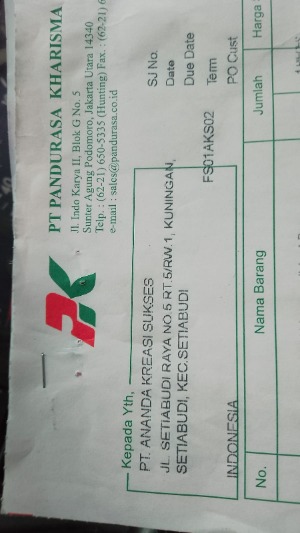 PT PANDURASA KHARISMA
Jl. Indo Karya II, Blok G No. 5
Sunter Agung Podomoro, Jakarta Utara 14340
Telp. : (62-21) 650-5335 (Hunting) Fax. : (62-21) 6
e-mail : sales@pandurasa.co.id
PK
Kepada Yth,
PT. ANANDA KREASI SUKSES
JL. SETIABUDI RAYA NO.5 RT.5/RW.1, KUNINGAN,
SETIABUDI, KEC.SETIABUDI
FS01AKS02
INDONESIA
SJ No.
Date
Due Date
Term
PO Cust
No.
Nama Barang
Jumlah
Harga